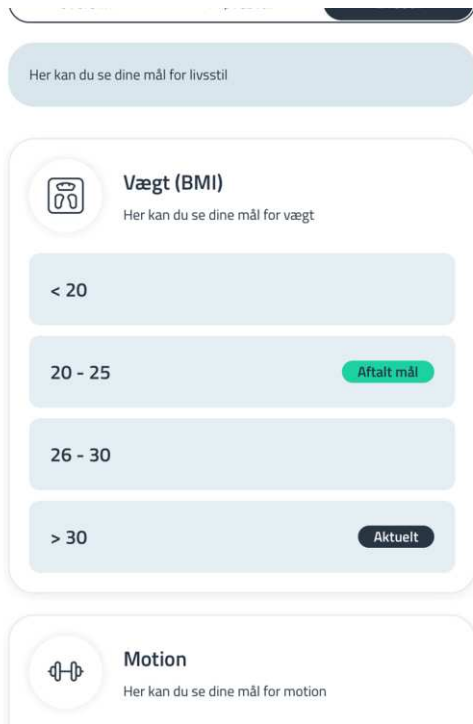 Her kan du se dine mål for livsstil
Vægt (BMI)
Her kan du se dine mål for vægt
< 20
20 - 25
Aftalt mål
26 - 30
> 30
Aktuelt
Motion
Her kan du se dine mål for motion